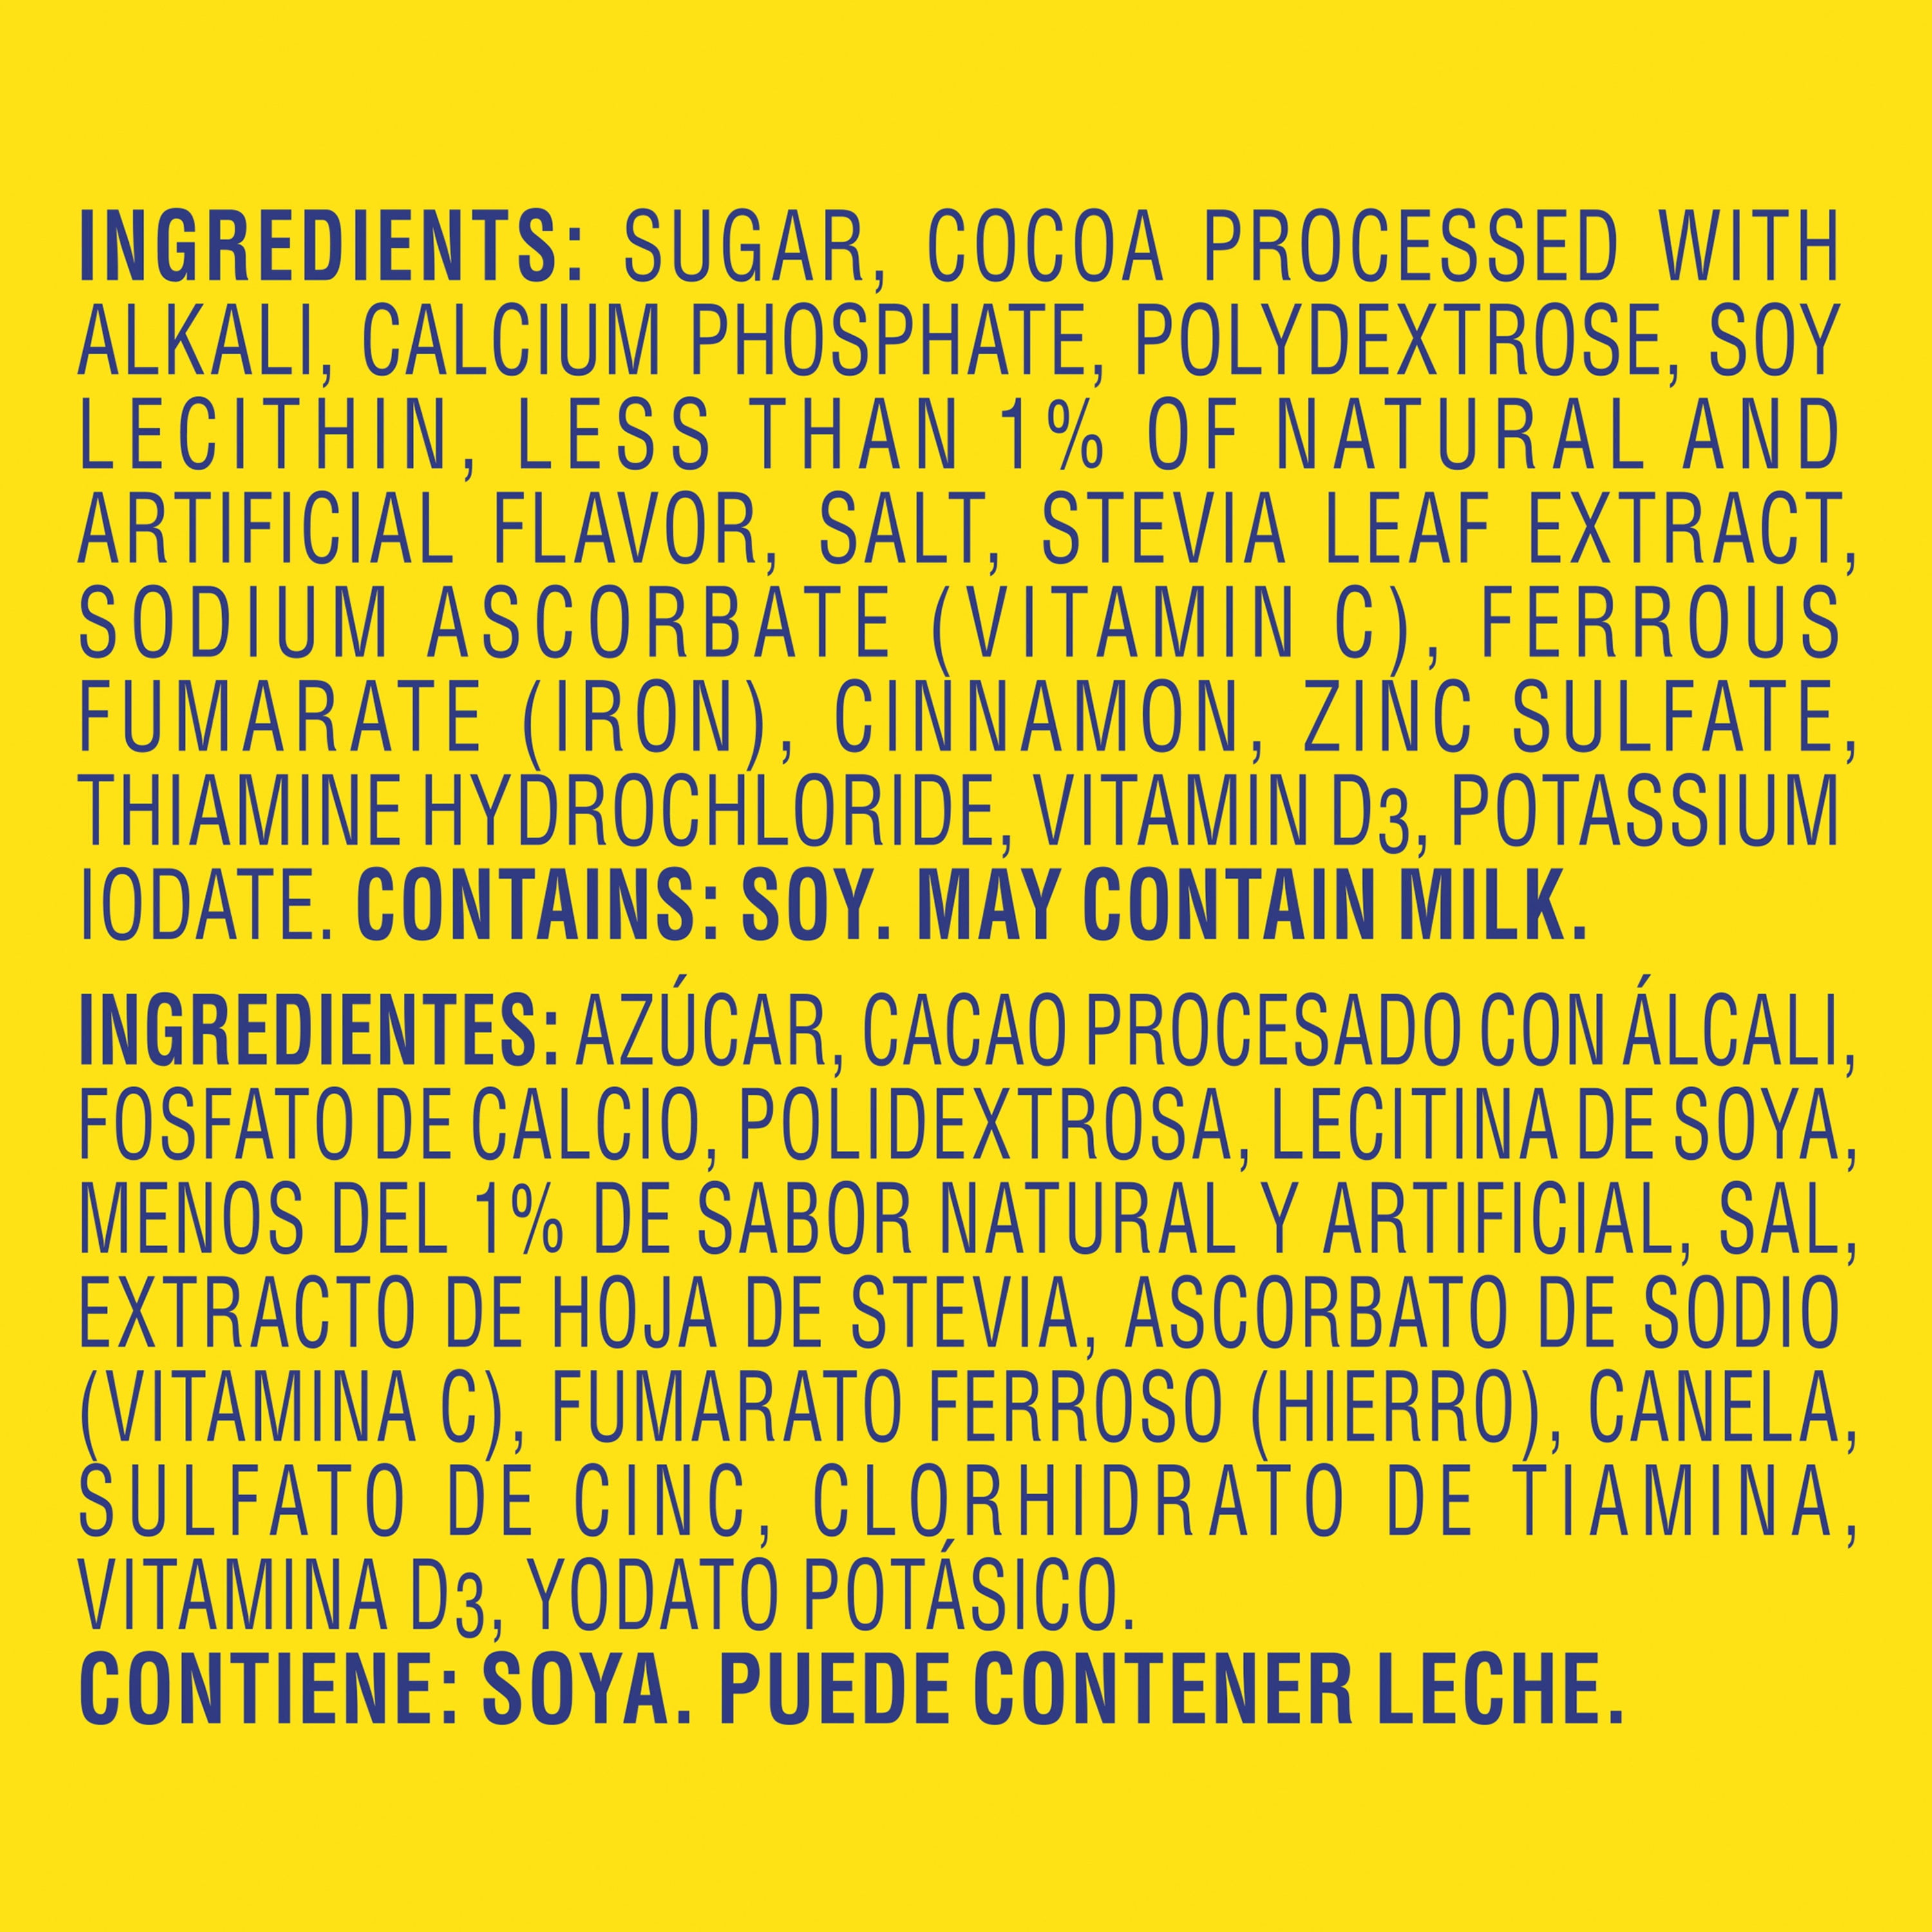 INGREDIENTS: SUGAR, COCOA PROCESSED WITH
ALKALI, CALCIUM PHOSPHATE, POLYDEXTROSE, SOY
LECITHIN, LESS THAN 1% OF NATURAL AND
ARTIFICIAL FLAVOR, SALT, STEVIA LEAF EXTRACT,
SODIUM ASCORBATE (VITAMIN C), FERROUS
FUMARATE (IRON), CINNAMON, ZINC SULFATE,
THIAMINE HYDROCHLORIDE, VITAMIN D3, POTASSIUM
IODATE. CONTAINS: SOY. MAY CONTAIN MILK.
INGREDIENTES: AZÚCAR, CACAO PROCESADO CON ÁLCALI,
FOSFATO DE CALCIO, POLIDEXTROSA, LECITINA DE SOYA,
MENOS DEL 1% DE SABOR NATURAL Y ARTIFICIAL, SAL,
EXTRACTO DE HOJA DE STEVIA, ASCORBATO DE SODIO
(VITAMINA C), FUMARATO FERROSO (HIERRO), CANELA,
SULFATO DE CINC, CLORHIDRATO DE TIAMINA,
VITAMINA D3, YODATO POTÁSICO.
CONTIENE: SOYA. PUEDE CONTENER LECHE.